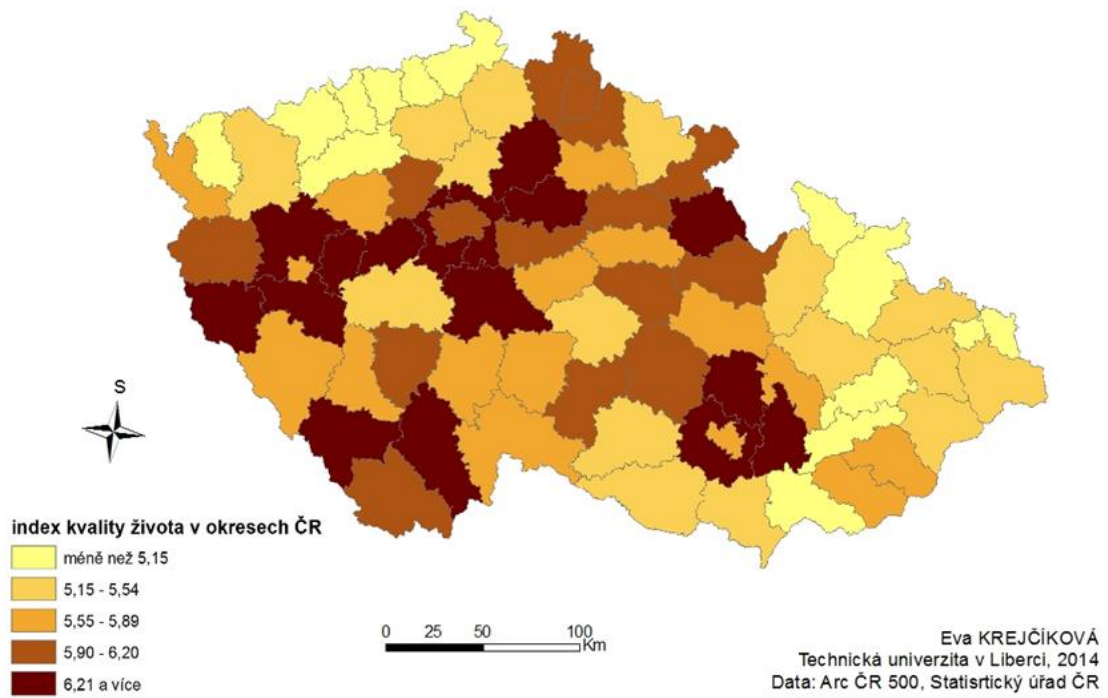 S
index kvality života v okresech ČR
méně než 5,15
5,15 - 5,54
5,55 - 5,89
5,90 - 6,20
6,21 a více
0 25 50 100
Km
Eva KREJČÍKOVÁ
Technická univerzita v Liberci, 2014
Data: Arc ČR 500, Statisrtický úřad ČR